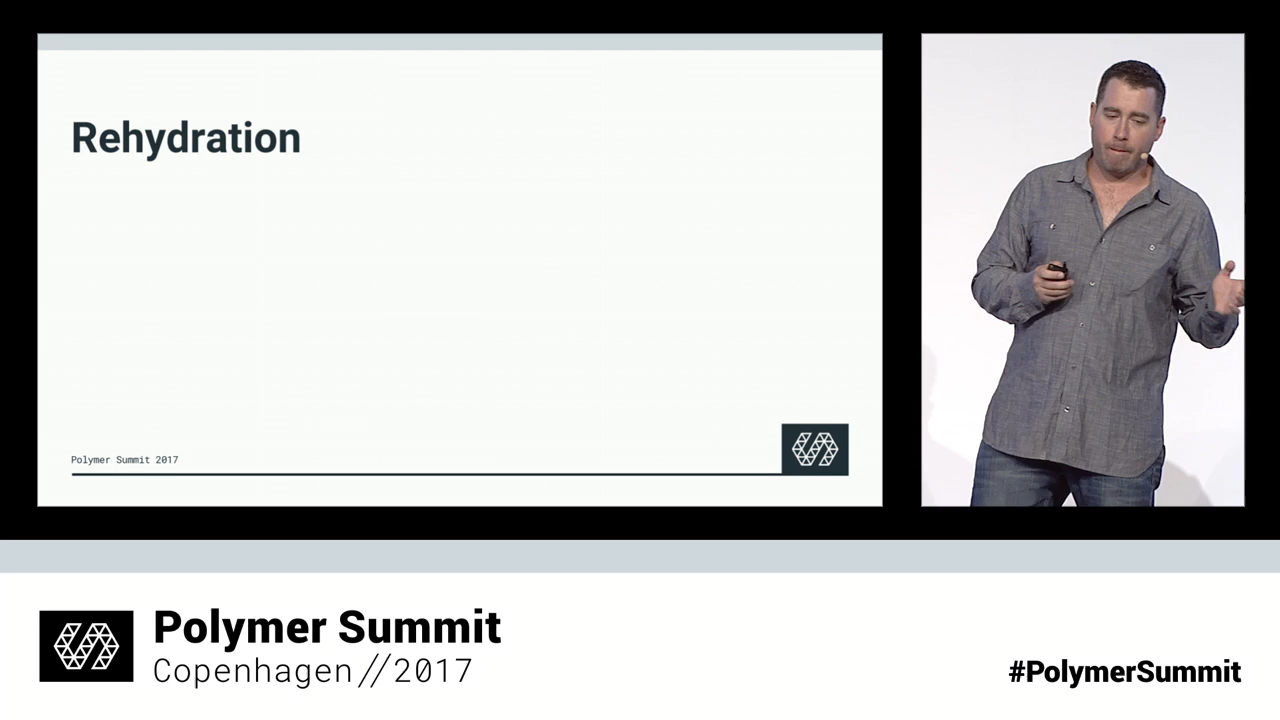 Rehydration
Polymer Summit 2017
Polymer Summit
Copenhagen//2017
#PolymerSummit